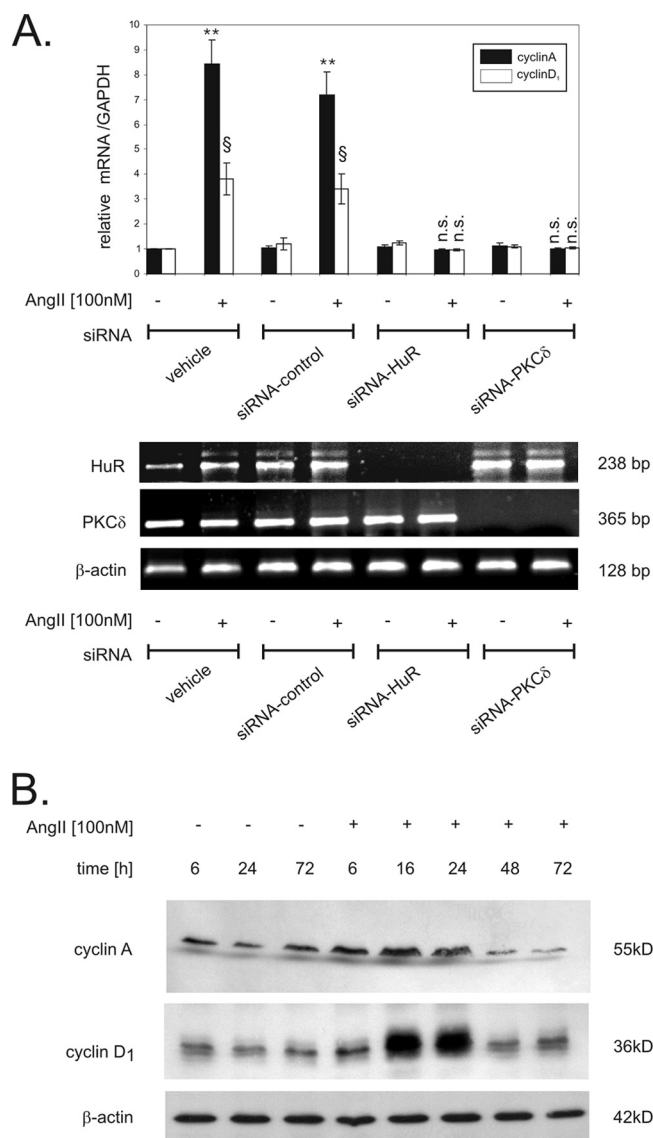 A.
relative mRNA/GAPDH
10
9
8
7
6
5
4
3
2
1
0
** § ** § n.s. n.s. n.s. n.s.
cyclinA
cyclinD1
AngII [100nM] - + - + - + - +
siRNA
vehicle siRNA-control siRNA-HuR siRNA-PKCδ
HuR 238 bp
PKCδ 365 bp
β-actin 128 bp
AngII [100nM] - + - + - + - +
siRNA
vehicle siRNA-control siRNA-HuR siRNA-PKCδ
B.
AngII [100nM] - - - + + + + +
time [h] 6 24 72 6 16 24 48 72
cyclin A 55kD
cyclin D1 36kD
β-actin 42kD